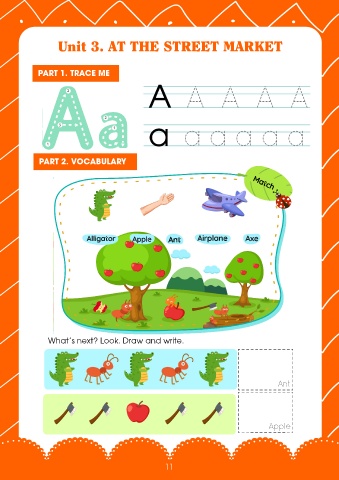 Unit 3. AT THE STREET MARKET
PART 1. TRACE ME
Aa
A A A A A
a a a a a a
PART 2. VOCABULARY
Match
Alligator Apple Ant Airplane Axe
What's next? Look. Draw and write.
Ant
Apple
11